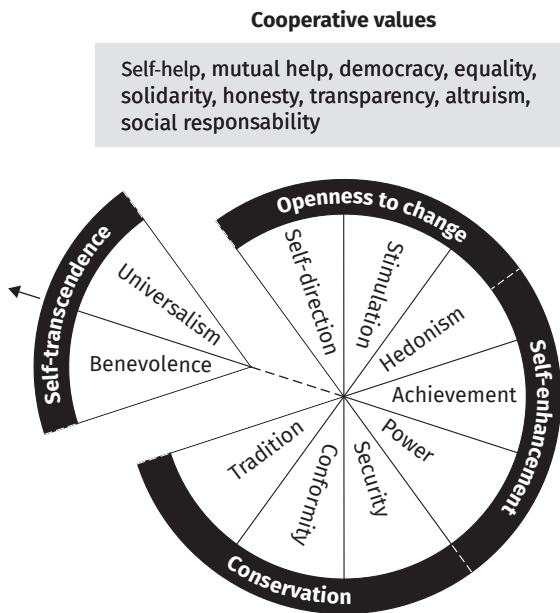 Cooperative values
Self-help, mutual help, democracy, equality,
solidarity, honesty, transparency, altruism,
social responsability
Openness to change
Self-direction
Stimulation
Self-transcendence
Universalism
Benevolence
Hedonism
Achievement
Self-enhancement
Power
Tradition
Conformity
Security
Conservation